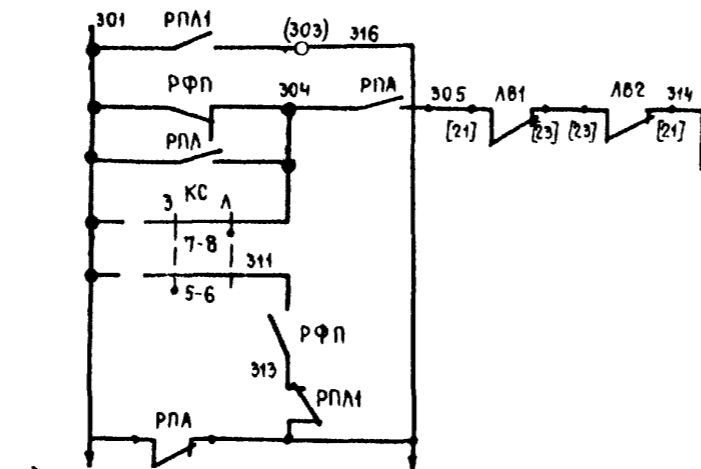 301 РПЛ1 (303) 316
РФП 304 РПА 305 ЛВ1 ЛВ2 314
[21] [23] [23] [21]
РПЛ
З КС Л
7-8
311
5-6
РФП
313
РПЛ1
РПА